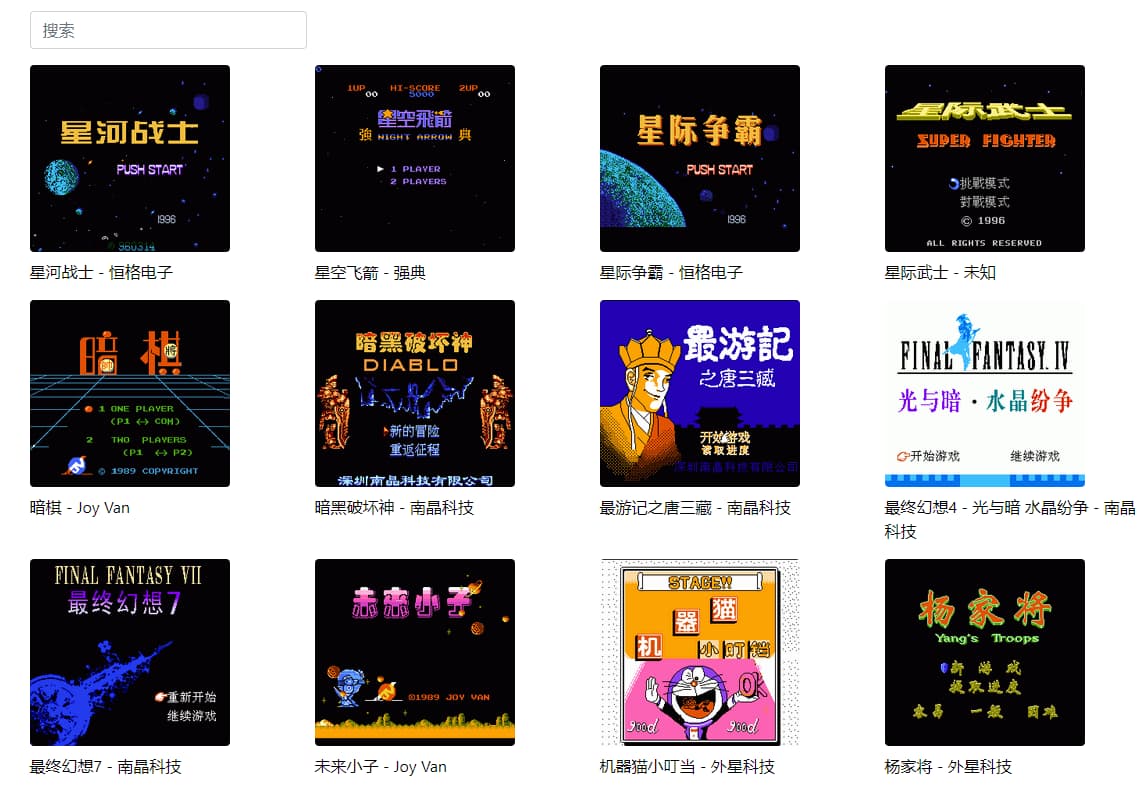 搜索
星河战士
PUSH START
1996
980314
星河战士 - 恒格电子
1UP HI-SCORE 2UP
00 5000 00
星空飛箭
強 NIGHT ARROW 典
1 PLAYER
2 PLAYERS
星空飞箭 - 强典
星际争霸
PUSH START
1996
星际争霸 - 恒格电子
星际武士
SUPER FIGHTER
挑戰模式
對戰模式
© 1996
ALL RIGHTS RESERVED
星际武士 - 未知
暗棋
將
1 ONE PLAYER
(P1 ↔ COM)
2 TWO PLAYERS
(P1 ↔ P2)
© 1989 COPYRIGHT
暗棋 - Joy Van
暗黑破坏神
DIABLO
新的冒险
重返征程
深圳南晶科技有限公司
暗黑破坏神 - 南晶科技
最游記
之唐三藏
开始游戏
读取进度
深圳南晶科技有限公司
最游记之唐三藏 - 南晶科技
FINAL FANTASY IV
光与暗·水晶纷争
开始游戏 继续游戏
最终幻想4 - 光与暗 水晶纷争 - 南晶
科技
FINAL FANTASY VII
最终幻想7
重新开始
继续游戏
最终幻想7 - 南晶科技
未来小子
©1989 JOY VAN
未来小子 - Joy Van
STAGE!!
机器猫
小叮铛
OK
good good
机器猫小叮当 - 外星科技
杨家将
Yang's Troops
新游戏
提取进度
容易 一般 困难
杨家将 - 外星科技